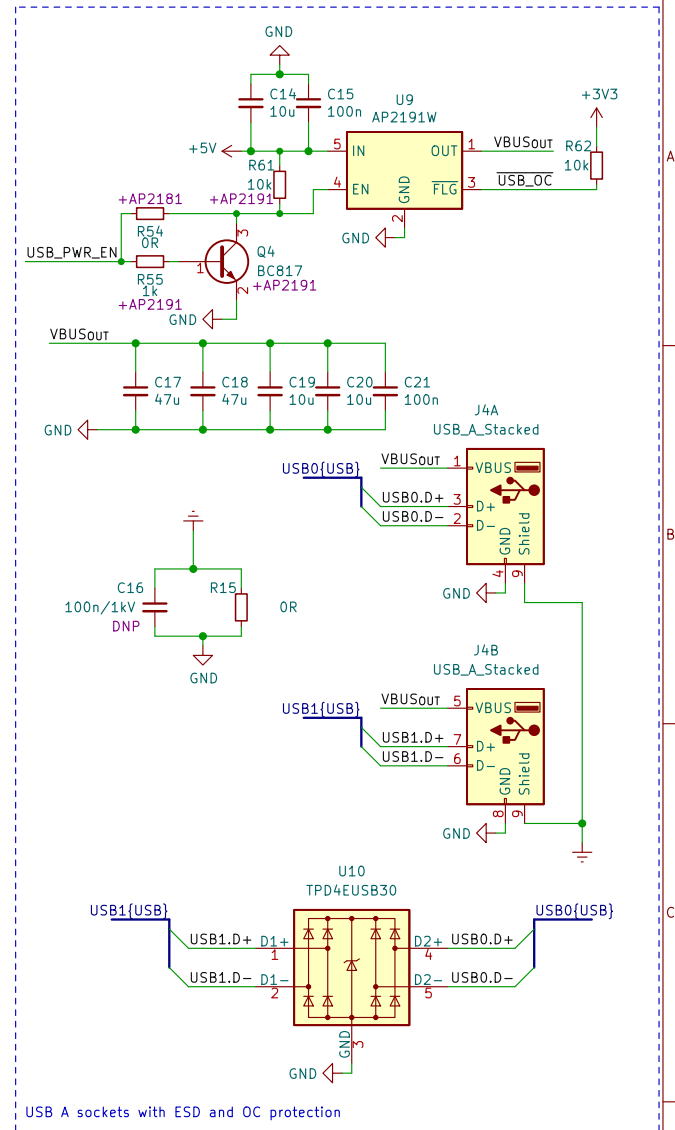 GND
C14
10u
C15
100n
U9
AP2191W
+3V3
+5V
5
IN
OUT
1
VBUSOUT
R62
10k
R61
10k
A
4
EN
GND
FLG
3
USB_OC
2
GND
+AP2181
+AP2191
R54
0R
USB_PWR_EN
3
Q4
BC817
1
2
+AP2191
R55
1k
+AP2191
GND
VBUSOUT
C17
47u
C18
47u
C19
10u
C20
10u
C21
100n
GND
J4A
USB_A_Stacked
VBUSOUT
1
VBUS
USB0{USB}
USB0.D+
3
D+
USB0.D-
2
D-
GND
Shield
4
9
GND
B
C16
100n/1kV
DNP
R15
0R
GND
J4B
USB_A_Stacked
VBUSOUT
5
VBUS
USB1{USB}
USB1.D+
7
D+
USB1.D-
6
D-
GND
Shield
8
9
GND
U10
TPD4EUSB30
USB1{USB}
USB0{USB}
C
USB1.D+
D1+
1
D2+
4
USB0.D+
USB1.D-
D1-
2
D2-
5
USB0.D-
GND
3
GND
USB A sockets with ESD and OC protection